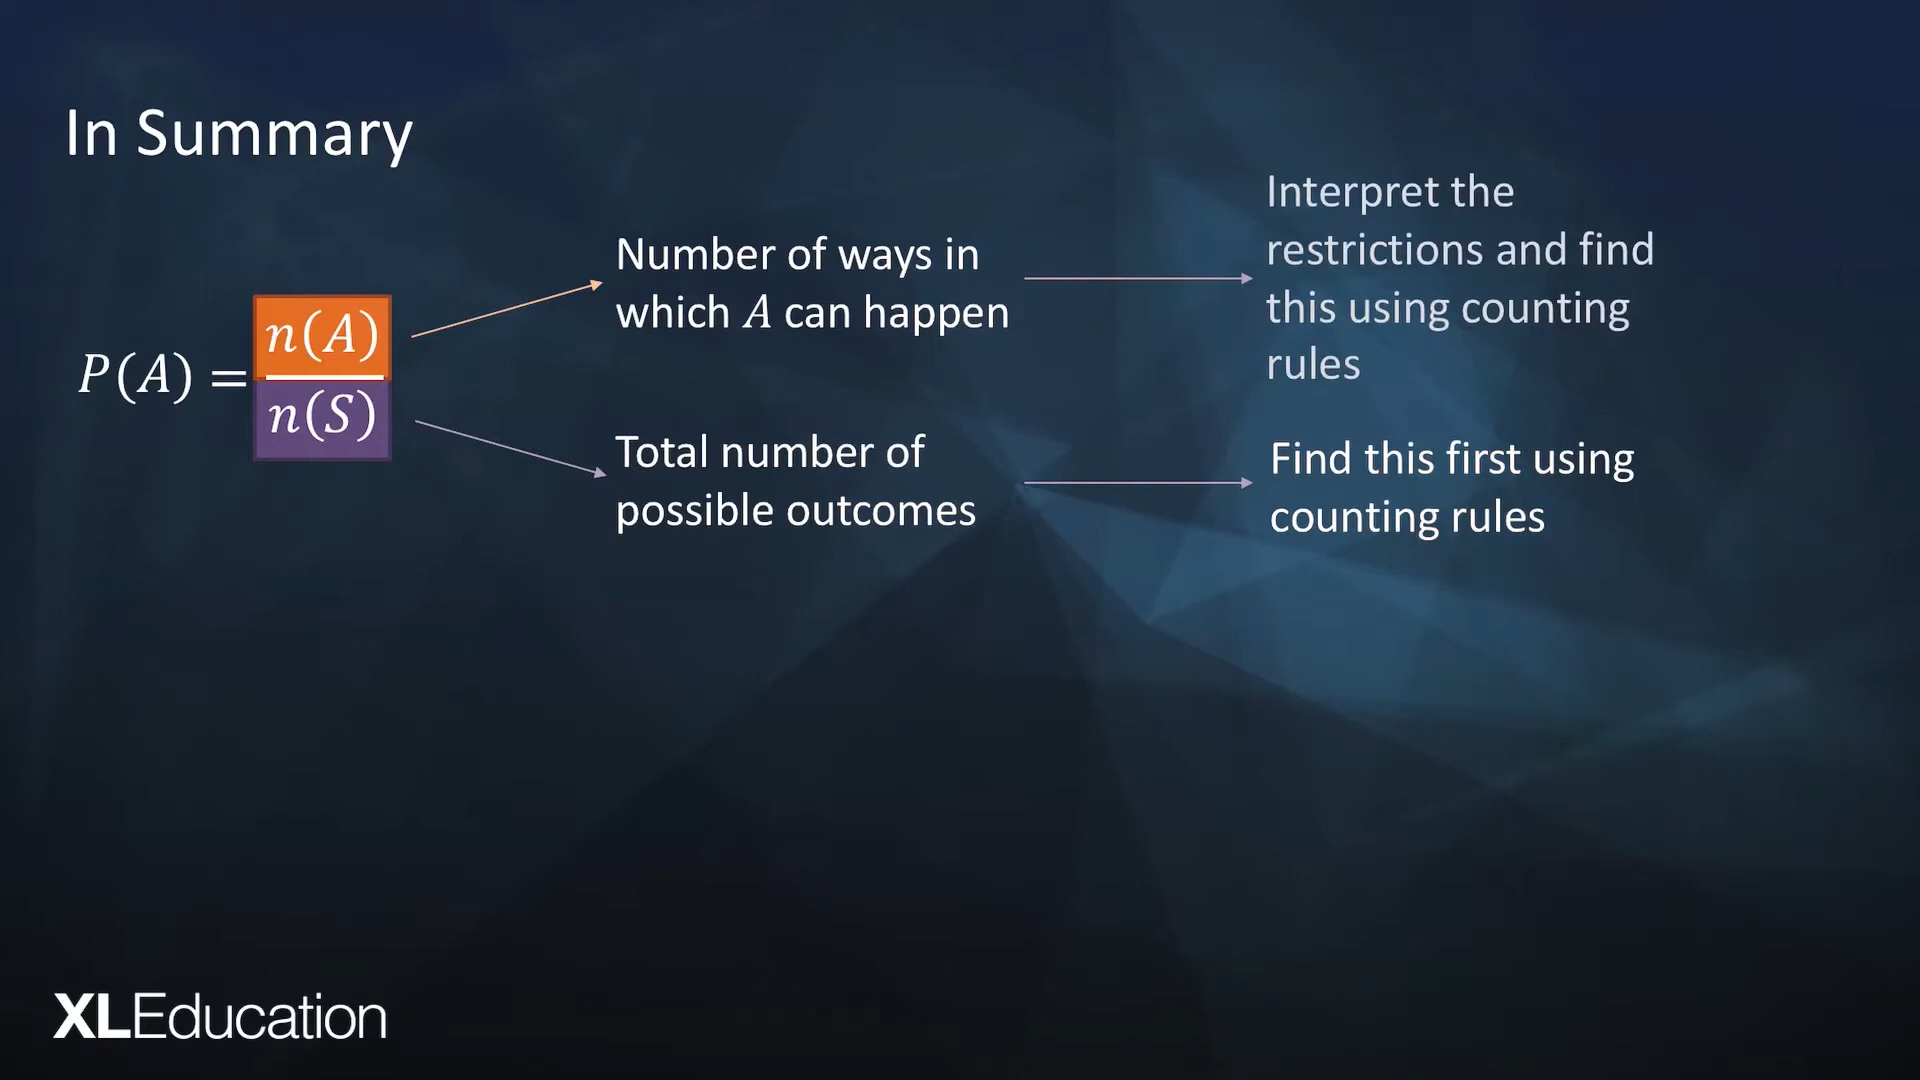 In Summary
P(A) = n(A)
n(S)
Number of ways in
which A can happen
Interpret the
restrictions and find
this using counting
rules
Total number of
possible outcomes
Find this first using
counting rules
XLEducation